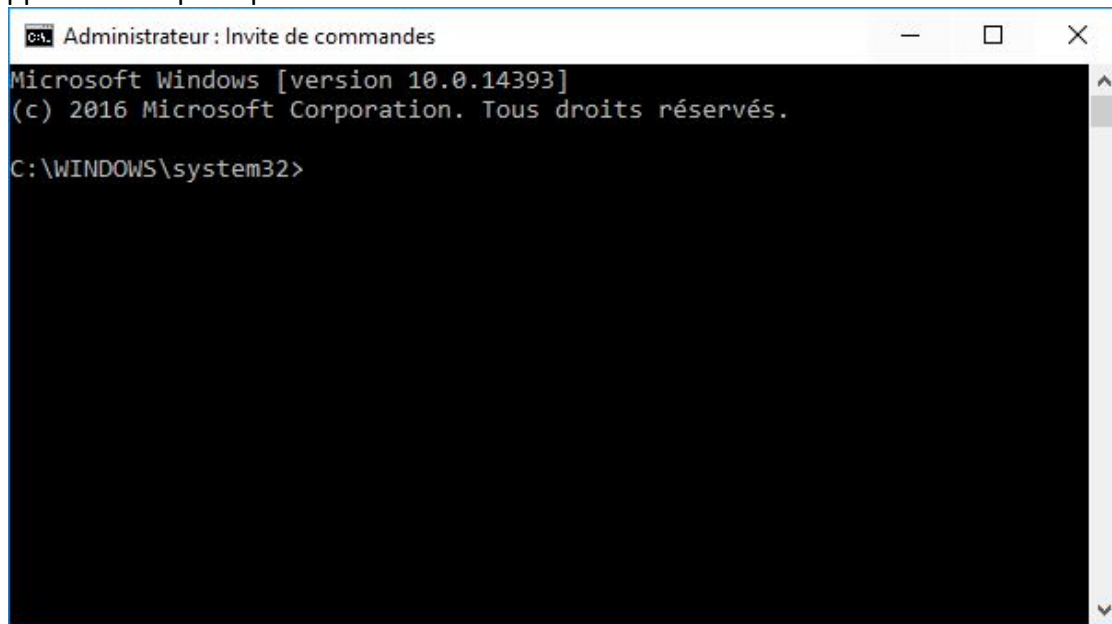 Administrateur : Invite de commandes
Microsoft Windows [version 10.0.14393]
(c) 2016 Microsoft Corporation. Tous droits réservés.
C:\WINDOWS\system32>